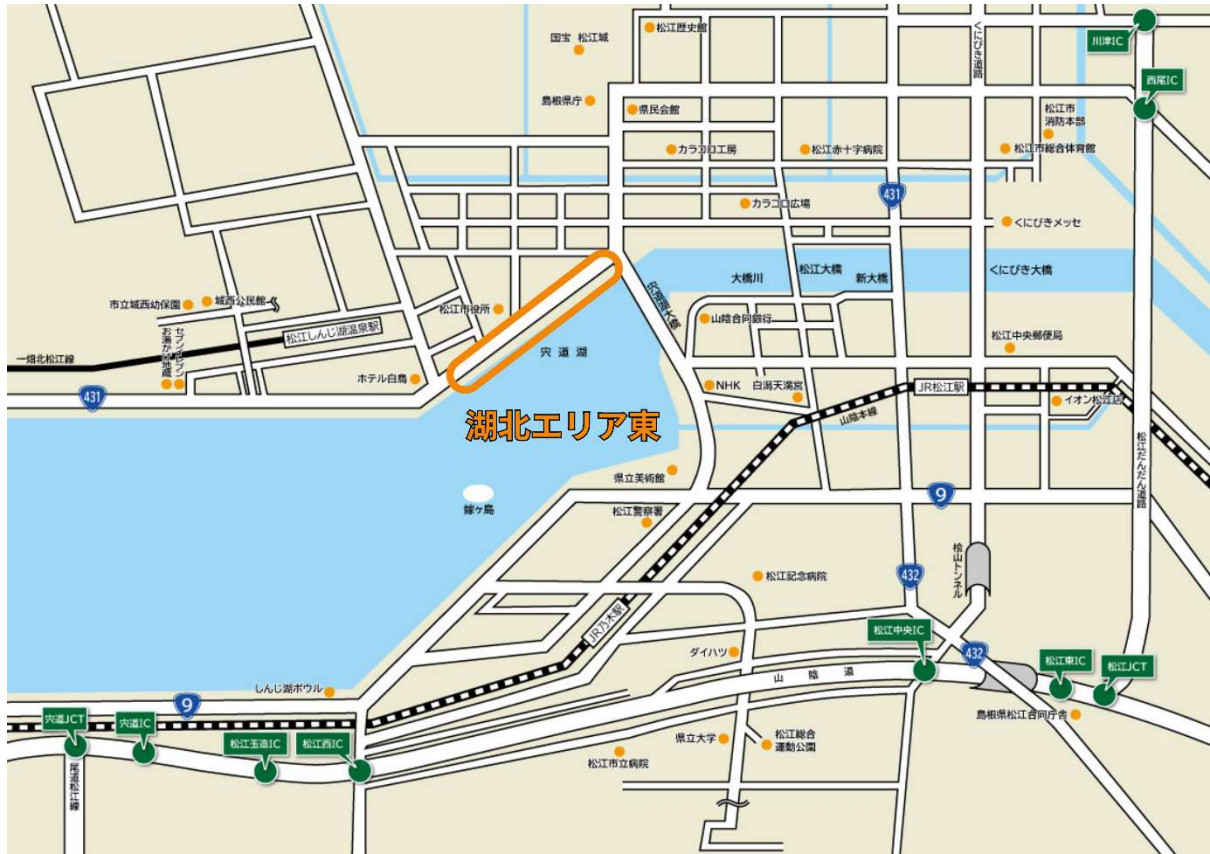 国宝 松江城
松江歴史館
くにびき道路
川津IC
西尾IC
島根県庁
県民会館
松江市
消防本部
カラコロ工房
松江赤十字病院
松江市総合体育館
431
カラコロ広場
くにびきメッセ
大橋川
松江大橋
新大橋
くにびき大橋
宍道湖大橋
市立城西幼稚園
城西公民館
松江市役所
松江しんじ湖温泉駅
山陰合同銀行
松江中央郵便局
一畑北松江線
セブンイレブン
お湯かけ地蔵
宍道湖
ホテル白鳥
431
NHK
白潟天満宮
JR松江駅
イオン松江店
山陰本線
湖北エリア東
松江だんだん道路
県立美術館
9
嫁ヶ島
松江警察署
桧山トンネル
松江記念病院
432
JR乃木駅
松江中央IC
ダイハツ
432
松江東IC
松江JCT
山陰道
しんじ湖ボウル
9
島根県松江合同庁舎
宍道JCT
宍道IC
松江玉造IC
松江西IC
県立大学
松江総合
運動公園
松江市立病院
尾道松江線